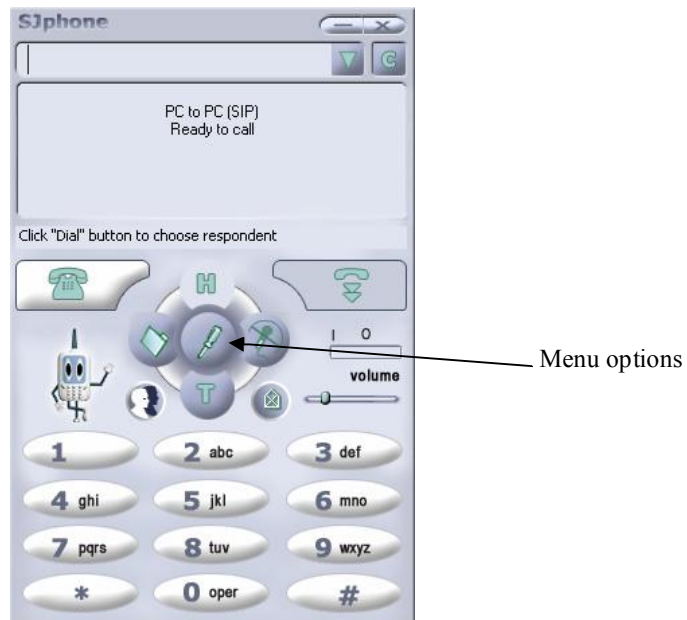 SJphone
C
PC to PC (SIP)
Ready to call
Click "Dial" button to choose respondent
H
I O
Menu options
volume
T
1 2 abc 3 def
4 ghi 5 jkl 6 mno
7 pqrs 8 tuv 9 wxyz
* 0 oper #